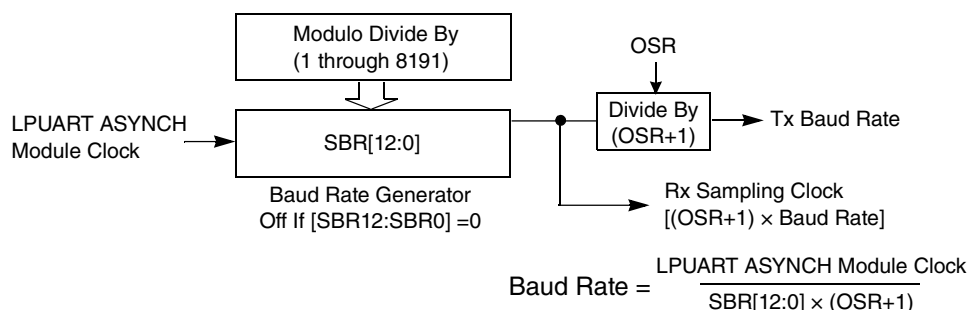 Modulo Divide By
(1 through 8191)
OSR
LPUART ASYNCH
Module Clock
SBR[12:0]
Divide By
(OSR+1)
Tx Baud Rate
Baud Rate Generator
Off If [SBR12:SBR0] =0
Rx Sampling Clock
[(OSR+1) × Baud Rate]
Baud Rate =
LPUART ASYNCH Module Clock
SBR[12:0] × (OSR+1)